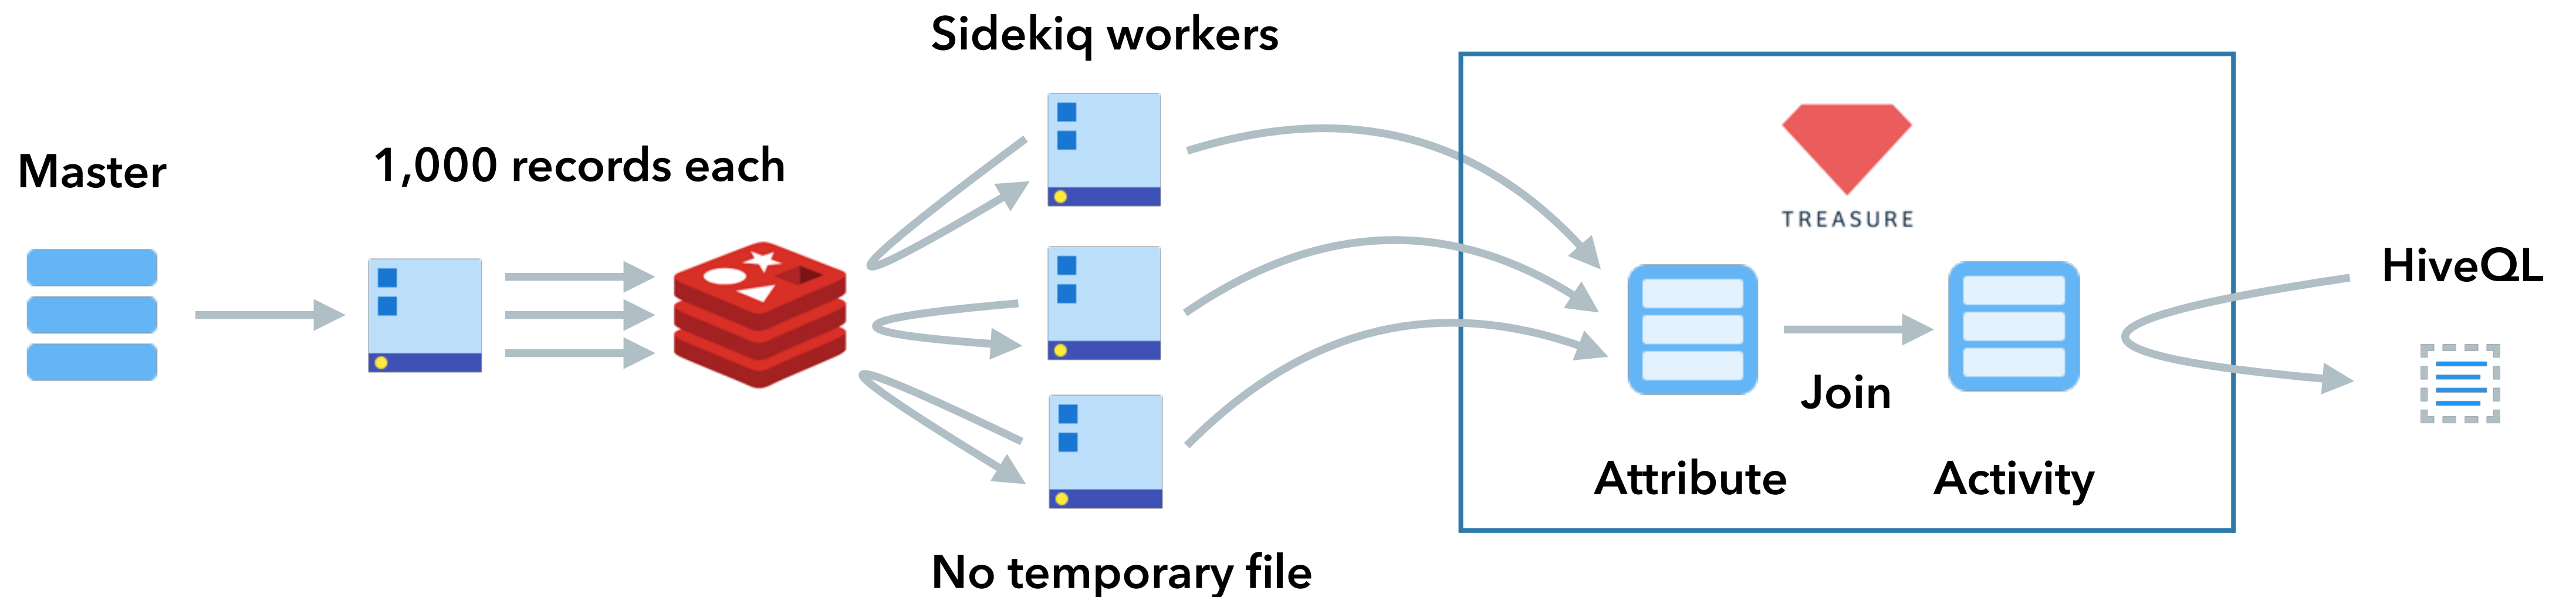 Sidekiq workers
Master
1,000 records each
TREASURE
HiveQL
Join
Attribute
Activity
No temporary file